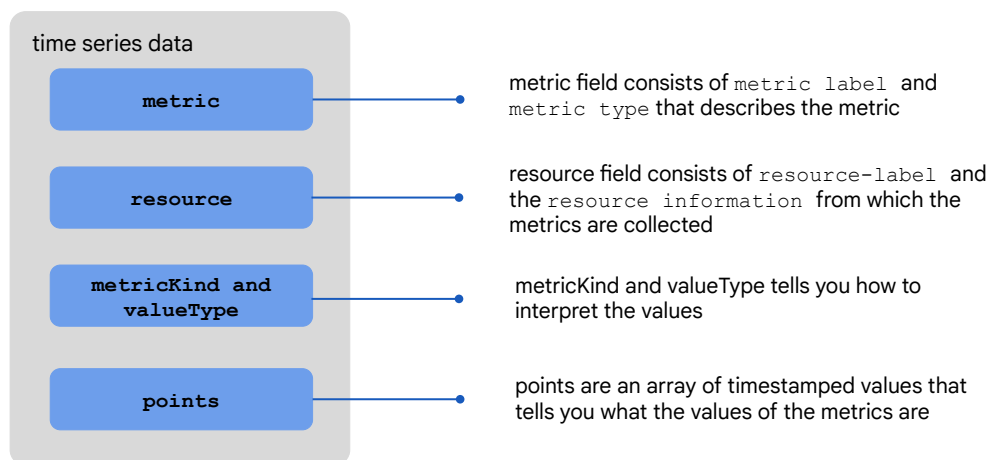 time series data
metric
metric field consists of metric label and
metric type that describes the metric
resource
resource field consists of resource-label and
the resource information from which the
metrics are collected
metricKind and
valueType
metricKind and valueType tells you how to
interpret the values
points
points are an array of timestamped values that
tells you what the values of the metrics are